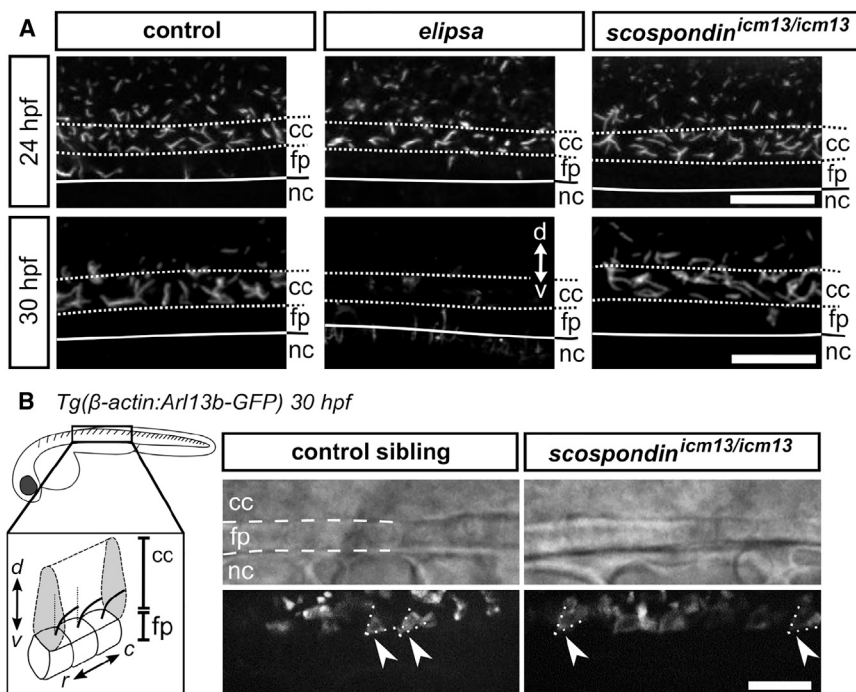 A
control elipsa scospondin icm13/icm13
24 hpf
cc cc cc
fp fp fp
nc nc nc
30 hpf
d
v
cc cc cc
fp fp fp
nc nc nc
B Tg(β-actin:Arl13b-GFP) 30 hpf
control sibling scospondin icm13/icm13
cc
fp
nc
d
v
cc
fp
r
c